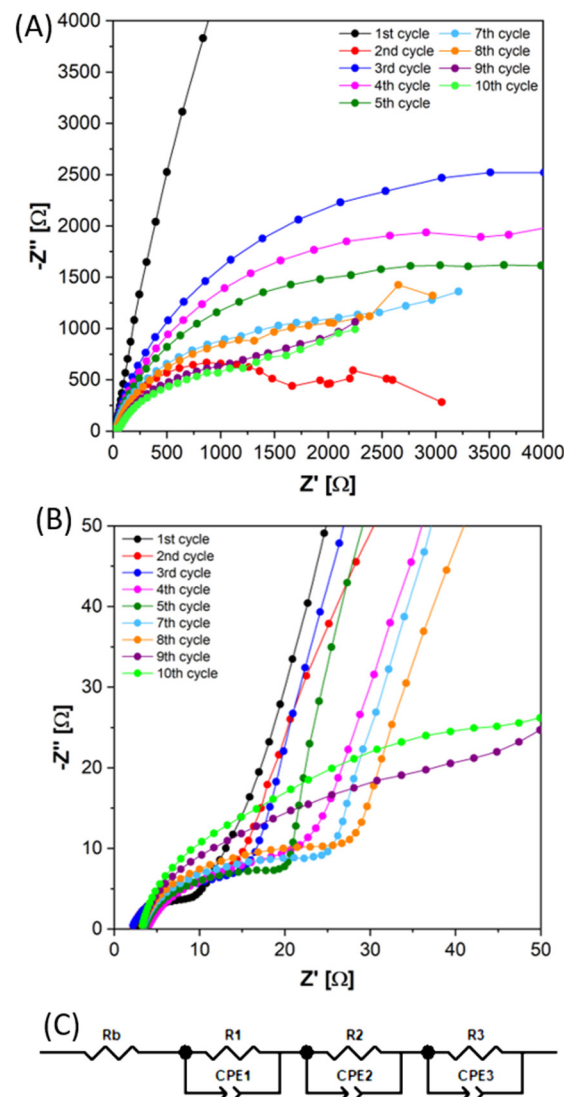 (A)
4000
3500
3000
2500
2000
1500
1000
500
0
-Z'' [Ω]
1st cycle
2nd cycle
3rd cycle
4th cycle
5th cycle
7th cycle
8th cycle
9th cycle
10th cycle
0 500 1000 1500 2000 2500 3000 3500 4000
Z' [Ω]
(B)
50
40
30
20
10
0
-Z'' [Ω]
1st cycle
2nd cycle
3rd cycle
4th cycle
5th cycle
7th cycle
8th cycle
9th cycle
10th cycle
0 10 20 30 40 50
Z' [Ω]
(C)
Rb R1 R2 R3
CPE1 CPE2 CPE3